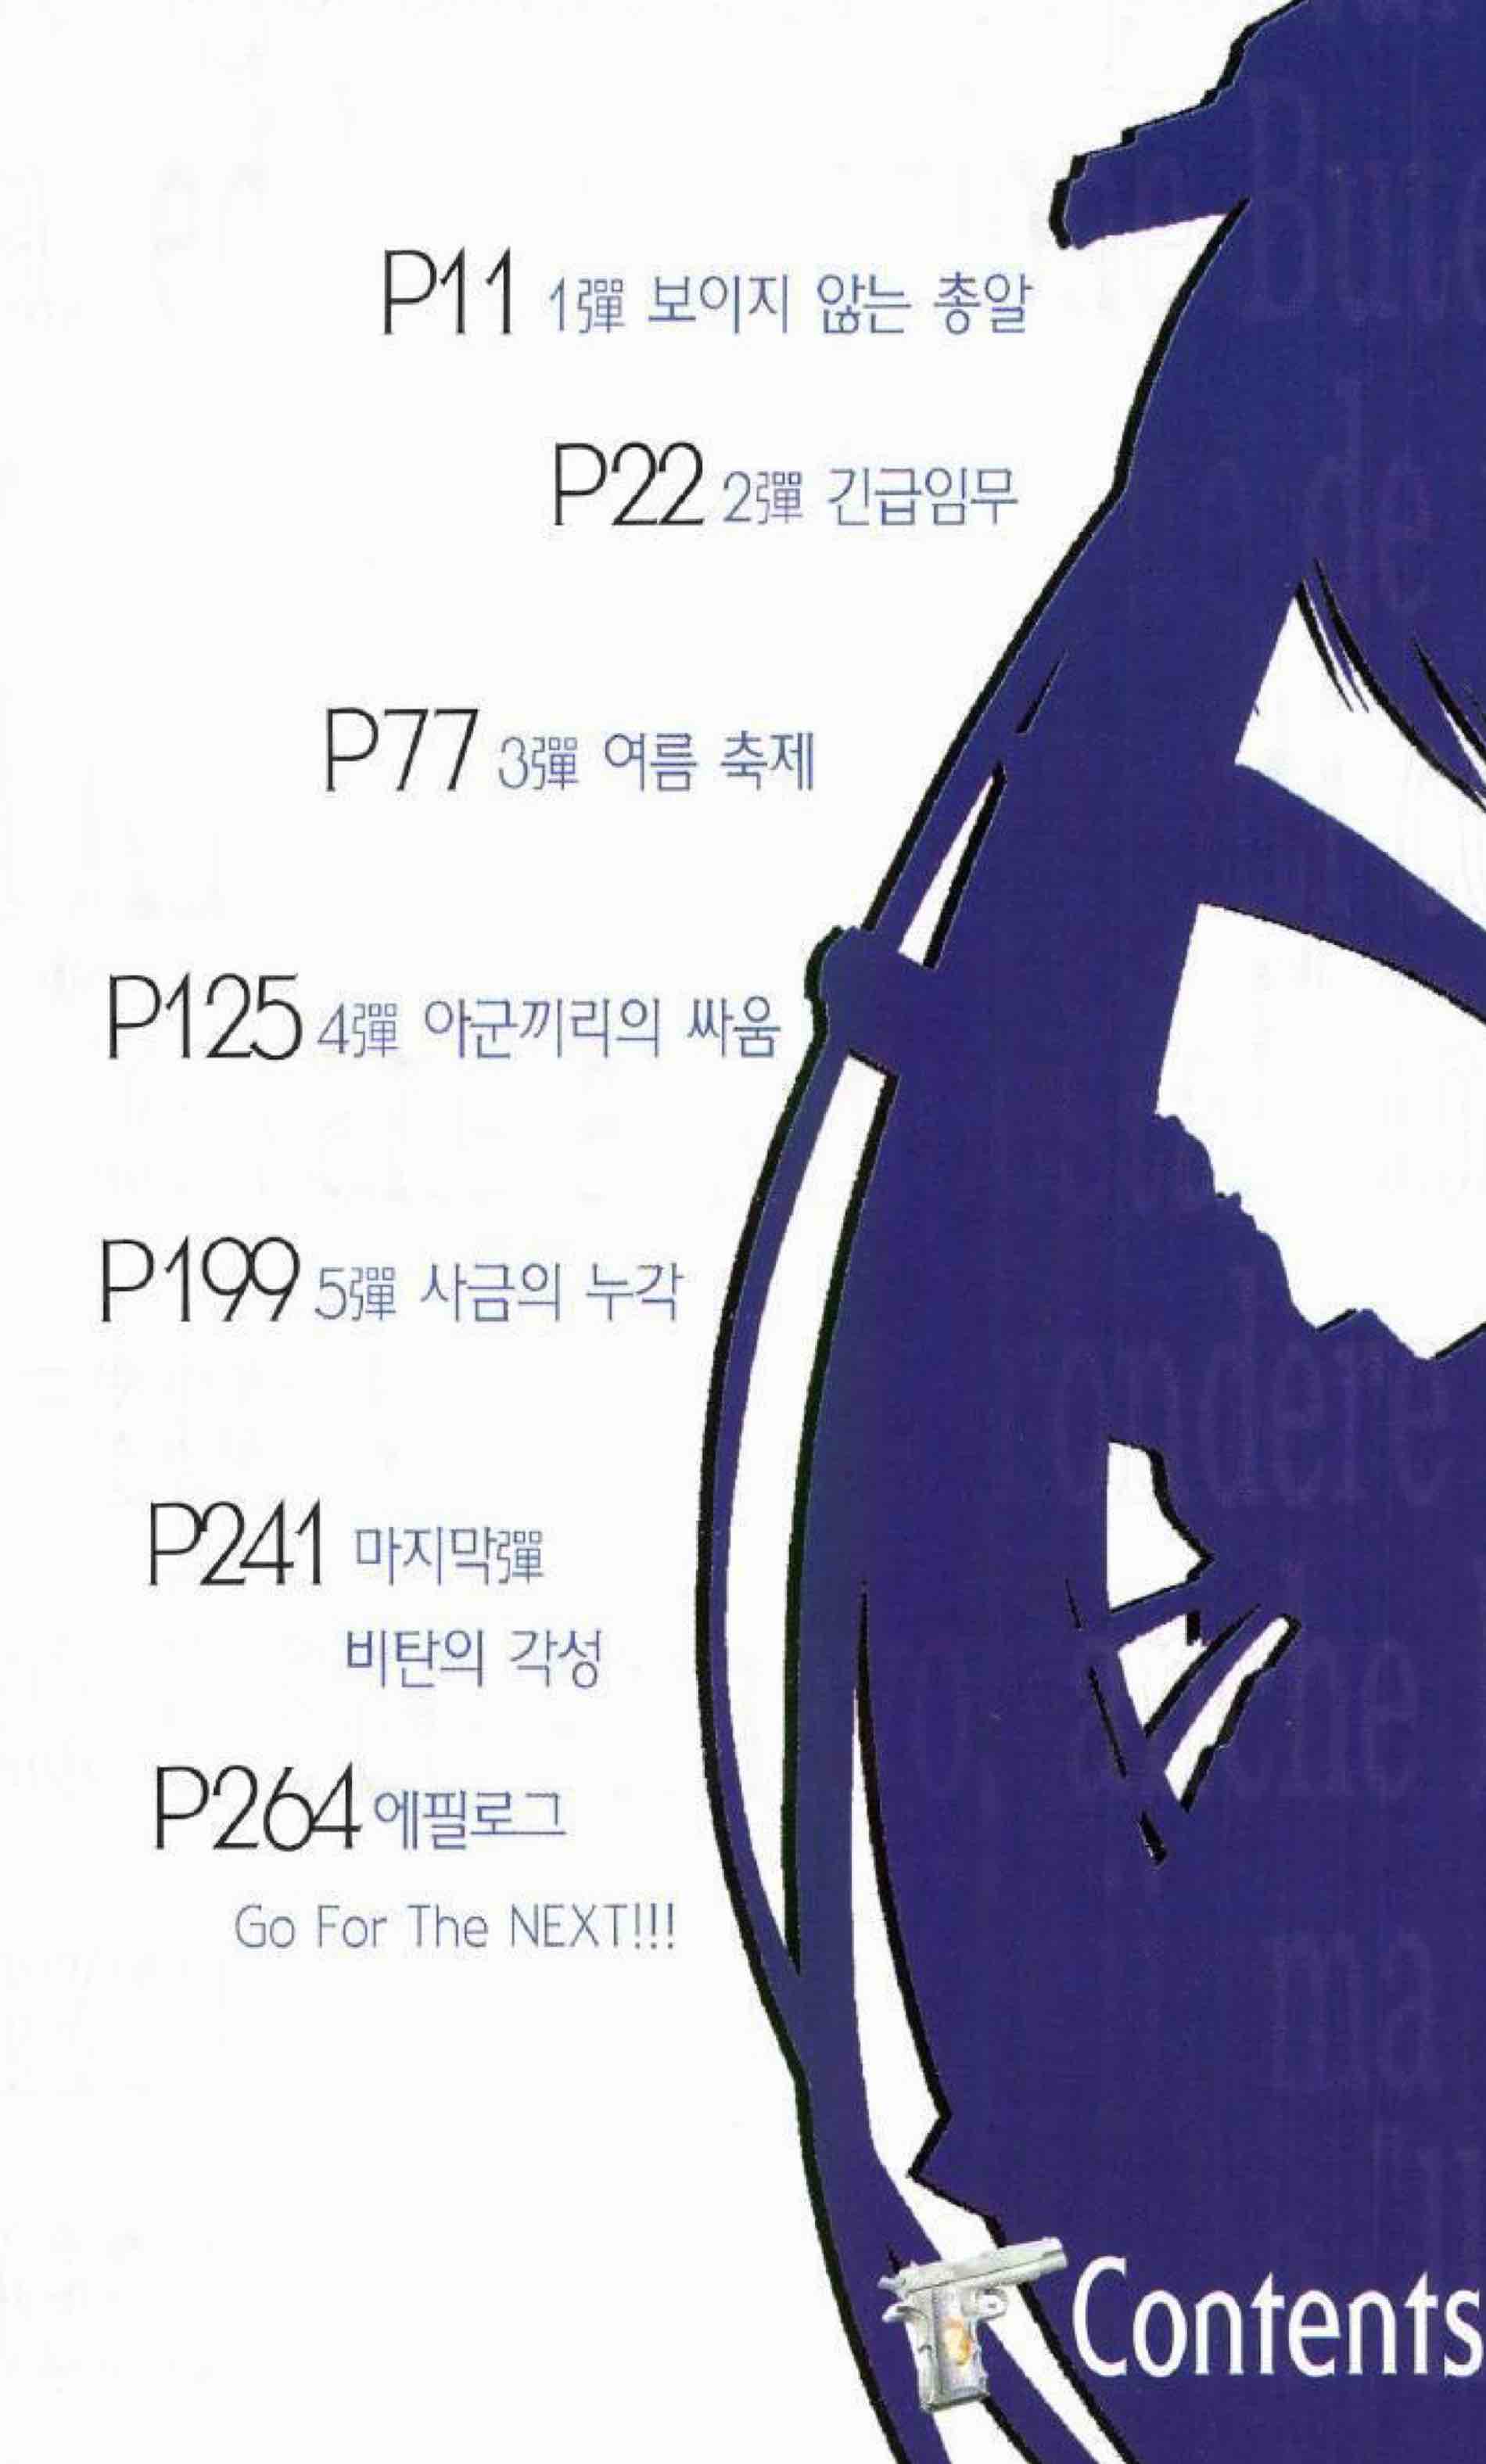 P11 1彈 보이지 않는 총알
P22 2彈 긴급임무
P77 3彈 여름 축제
P125 4彈 아군끼리의 싸움
P199 5彈 사금의 누각
P241 마지막彈
비탄의 각성
P264 에필로그
Go For The NEXT!!!
Contents